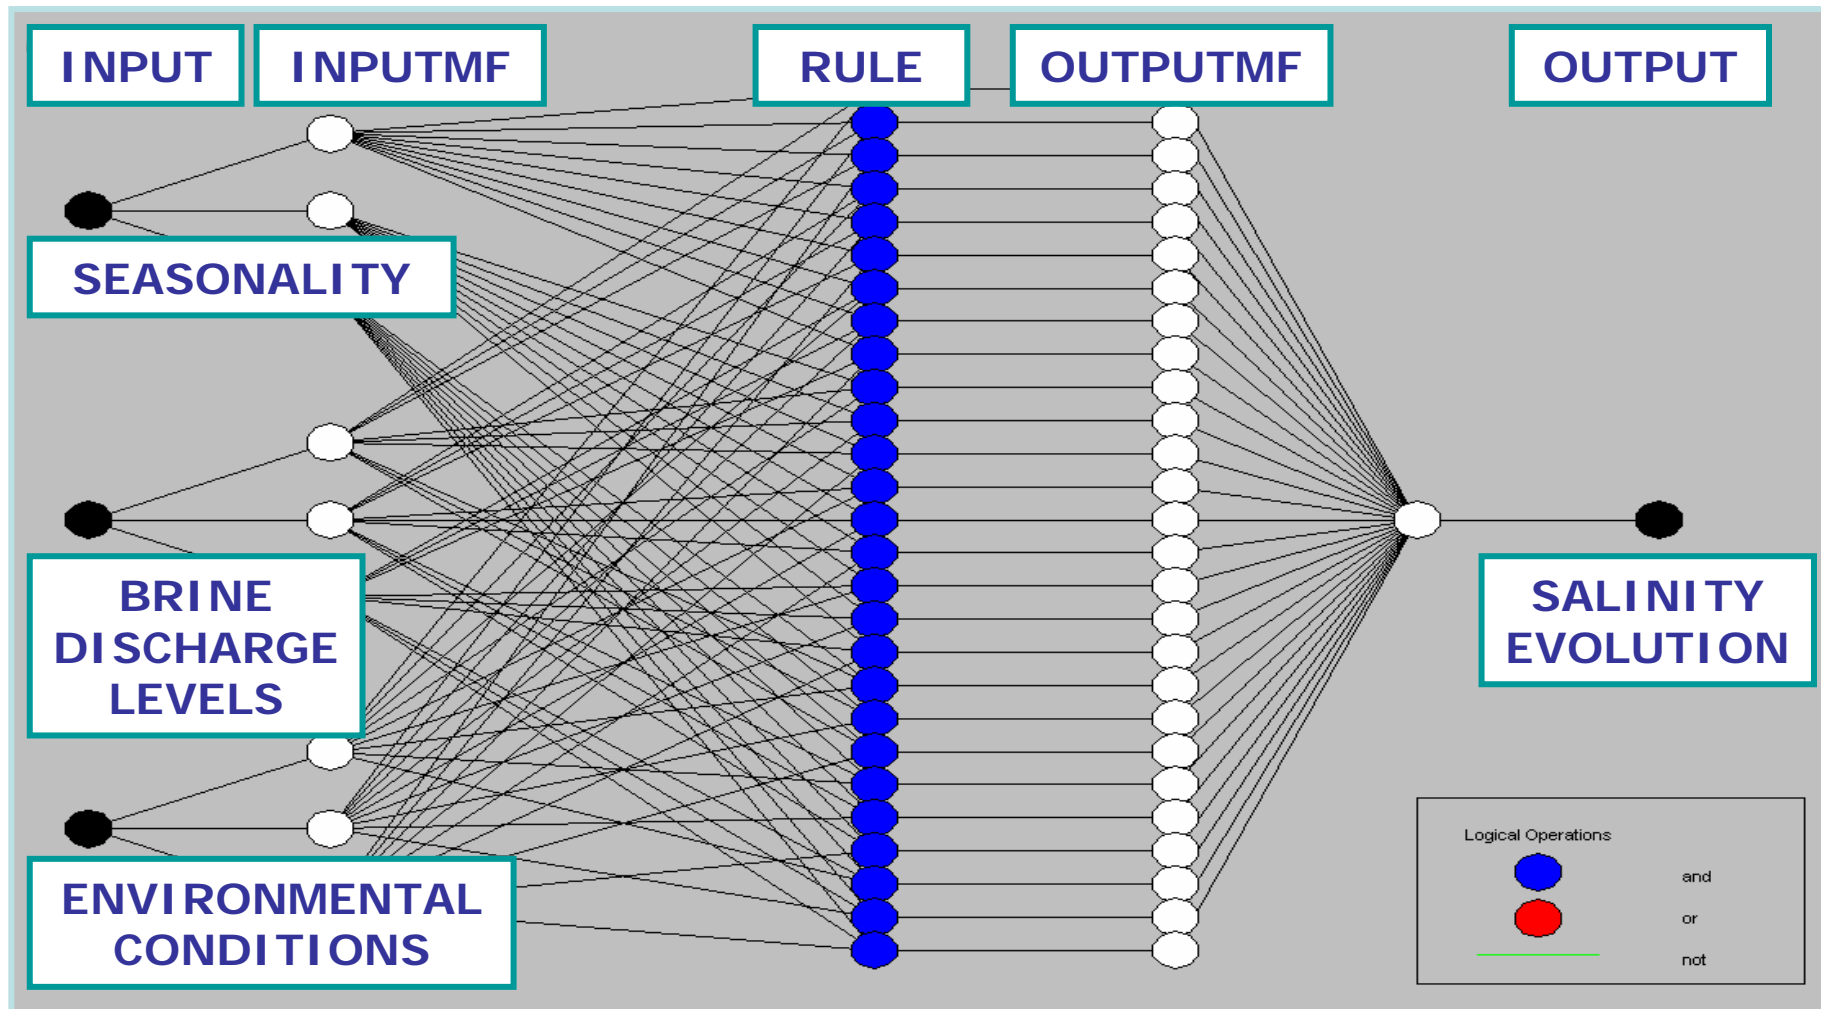 INPUT
INPUTMF
RULE
OUTPUTMF
OUTPUT
SEASONALITY
BRINE
DISCHARGE
LEVELS
SALINITY
EVOLUTION
ENVIRONMENTAL
CONDITIONS
Logical Operations
and
or
not